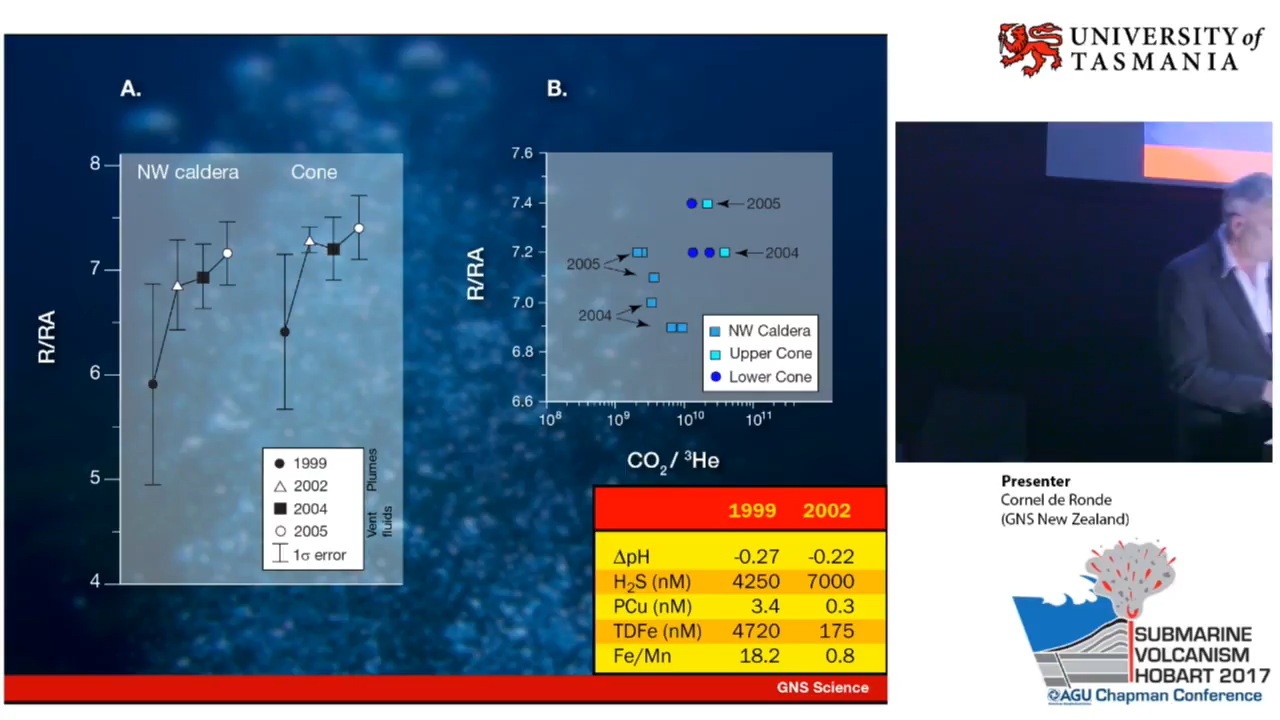 A.
NW caldera
Cone
8
7
6
5
4
R/RA
1999
2002
2004
2005
1σ error
Plumes
Vent
fluids
B.
7.6
7.4
7.2
7.0
6.8
6.6
R/RA
2005
2004
2005
2004
NW Caldera
Upper Cone
Lower Cone
10⁸
10⁹
10¹⁰
10¹¹
CO₂/ ³He
1999 2002
ΔpH -0.27 -0.22
H₂S (nM) 4250 7000
PCu (nM) 3.4 0.3
TDFe (nM) 4720 175
Fe/Mn 18.2 0.8
GNS Science
UNIVERSITY of
TASMANIA
Presenter
Cornel de Ronde
(GNS New Zealand)
SUBMARINE
VOLCANISM
HOBART 2017
AGU Chapman Conference